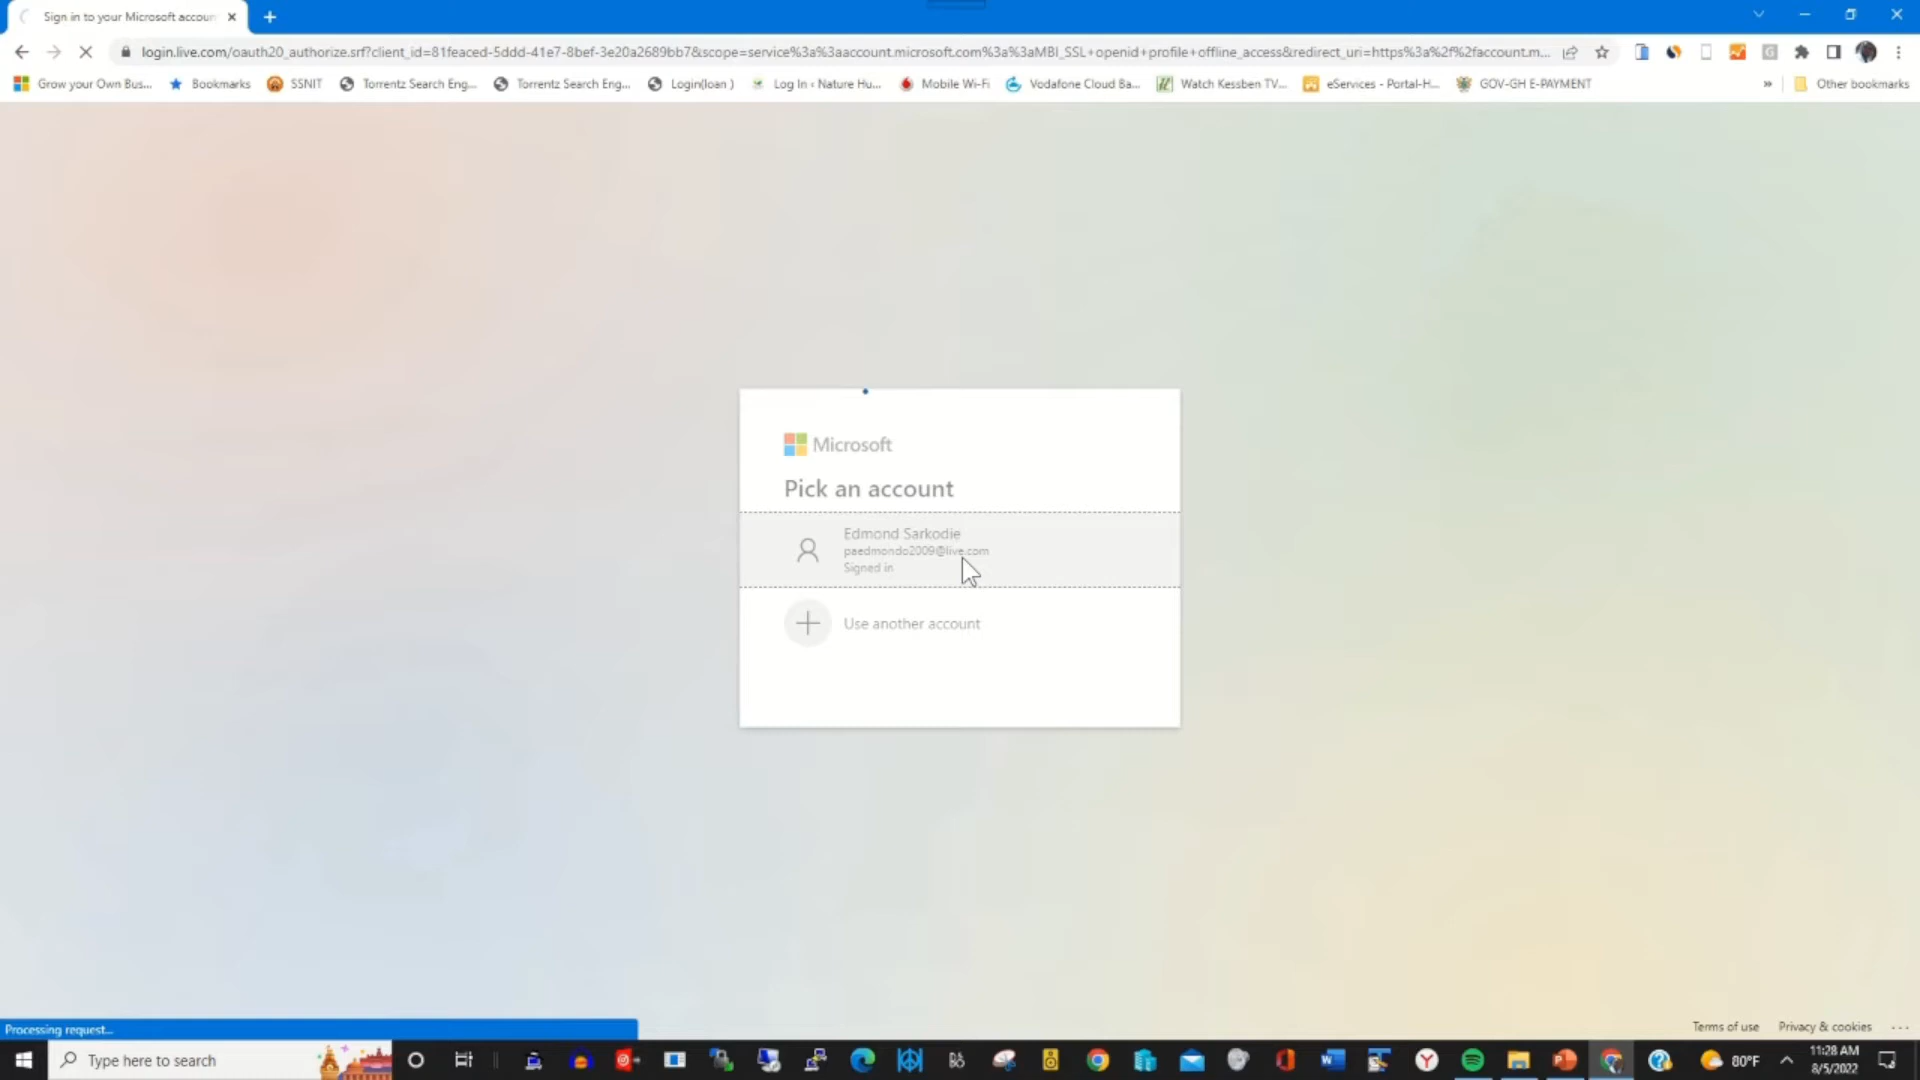 Sign in to your Microsoft accoun
login.live.com/oauth20_authorize.srf?client_id=81feaced-5ddd-41e7-8bef-3e20a2689bb7&scope=service%3a%3aaccount.microsoft.com%3a%3aMBI_SSL+openid+profile+offline_access&redirect_uri=https%3a%2f%2faccount.m...
Grow your Own Bus... Bookmarks SSNIT Torrentz Search Eng... Torrentz Search Eng... Login(loan ) Log In ‹ Nature Hu... Mobile Wi-Fi Vodafone Cloud Ba... Watch Kessben TV... eServices - Portal-H... GOV-GH E-PAYMENT » Other bookmarks
Microsoft
Pick an account
Edmond Sarkodie
paedmondo2009@live.com
Signed in
Use another account
Processing request...
Terms of use Privacy & cookies ...
Type here to search
80°F
11:28 AM
8/5/2022